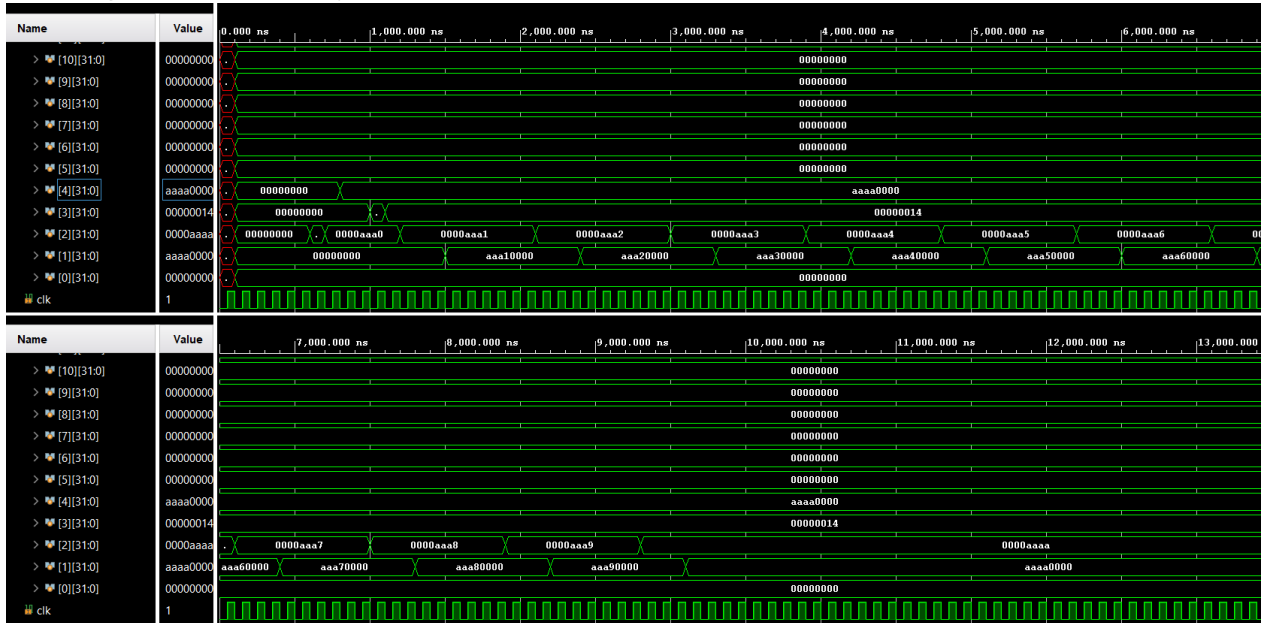 Name Value 0.000 ns 1,000.000 ns 2,000.000 ns 3,000.000 ns 4,000.000 ns 5,000.000 ns 6,000.000 ns
> [10][31:0] 00000000 . 00000000
> [9][31:0] 00000000 . 00000000
> [8][31:0] 00000000 . 00000000
> [7][31:0] 00000000 . 00000000
> [6][31:0] 00000000 . 00000000
> [5][31:0] 00000000 . 00000000
> [4][31:0] aaaa0000 . 00000000 aaaa0000
> [3][31:0] 00000014 . 00000000 . 00000014
> [2][31:0] 0000aaaa . 00000000 . 0000aaa0 0000aaa1 0000aaa2 0000aaa3 0000aaa4 0000aaa5 0000aaa6 00
> [1][31:0] aaaa0000 . 00000000 aaa10000 aaa20000 aaa30000 aaa40000 aaa50000 aaa60000
> [0][31:0] 00000000 . 00000000
clk 1
Name Value 7,000.000 ns 8,000.000 ns 9,000.000 ns 10,000.000 ns 11,000.000 ns 12,000.000 ns 13,000.000
> [10][31:0] 00000000 00000000
> [9][31:0] 00000000 00000000
> [8][31:0] 00000000 00000000
> [7][31:0] 00000000 00000000
> [6][31:0] 00000000 00000000
> [5][31:0] 00000000 00000000
> [4][31:0] aaaa0000 aaaa0000
> [3][31:0] 00000014 00000014
> [2][31:0] 0000aaaa . 0000aaa7 0000aaa8 0000aaa9 0000aaaa
> [1][31:0] aaaa0000 aaa60000 aaa70000 aaa80000 aaa90000 aaaa0000
> [0][31:0] 00000000 00000000
clk 1